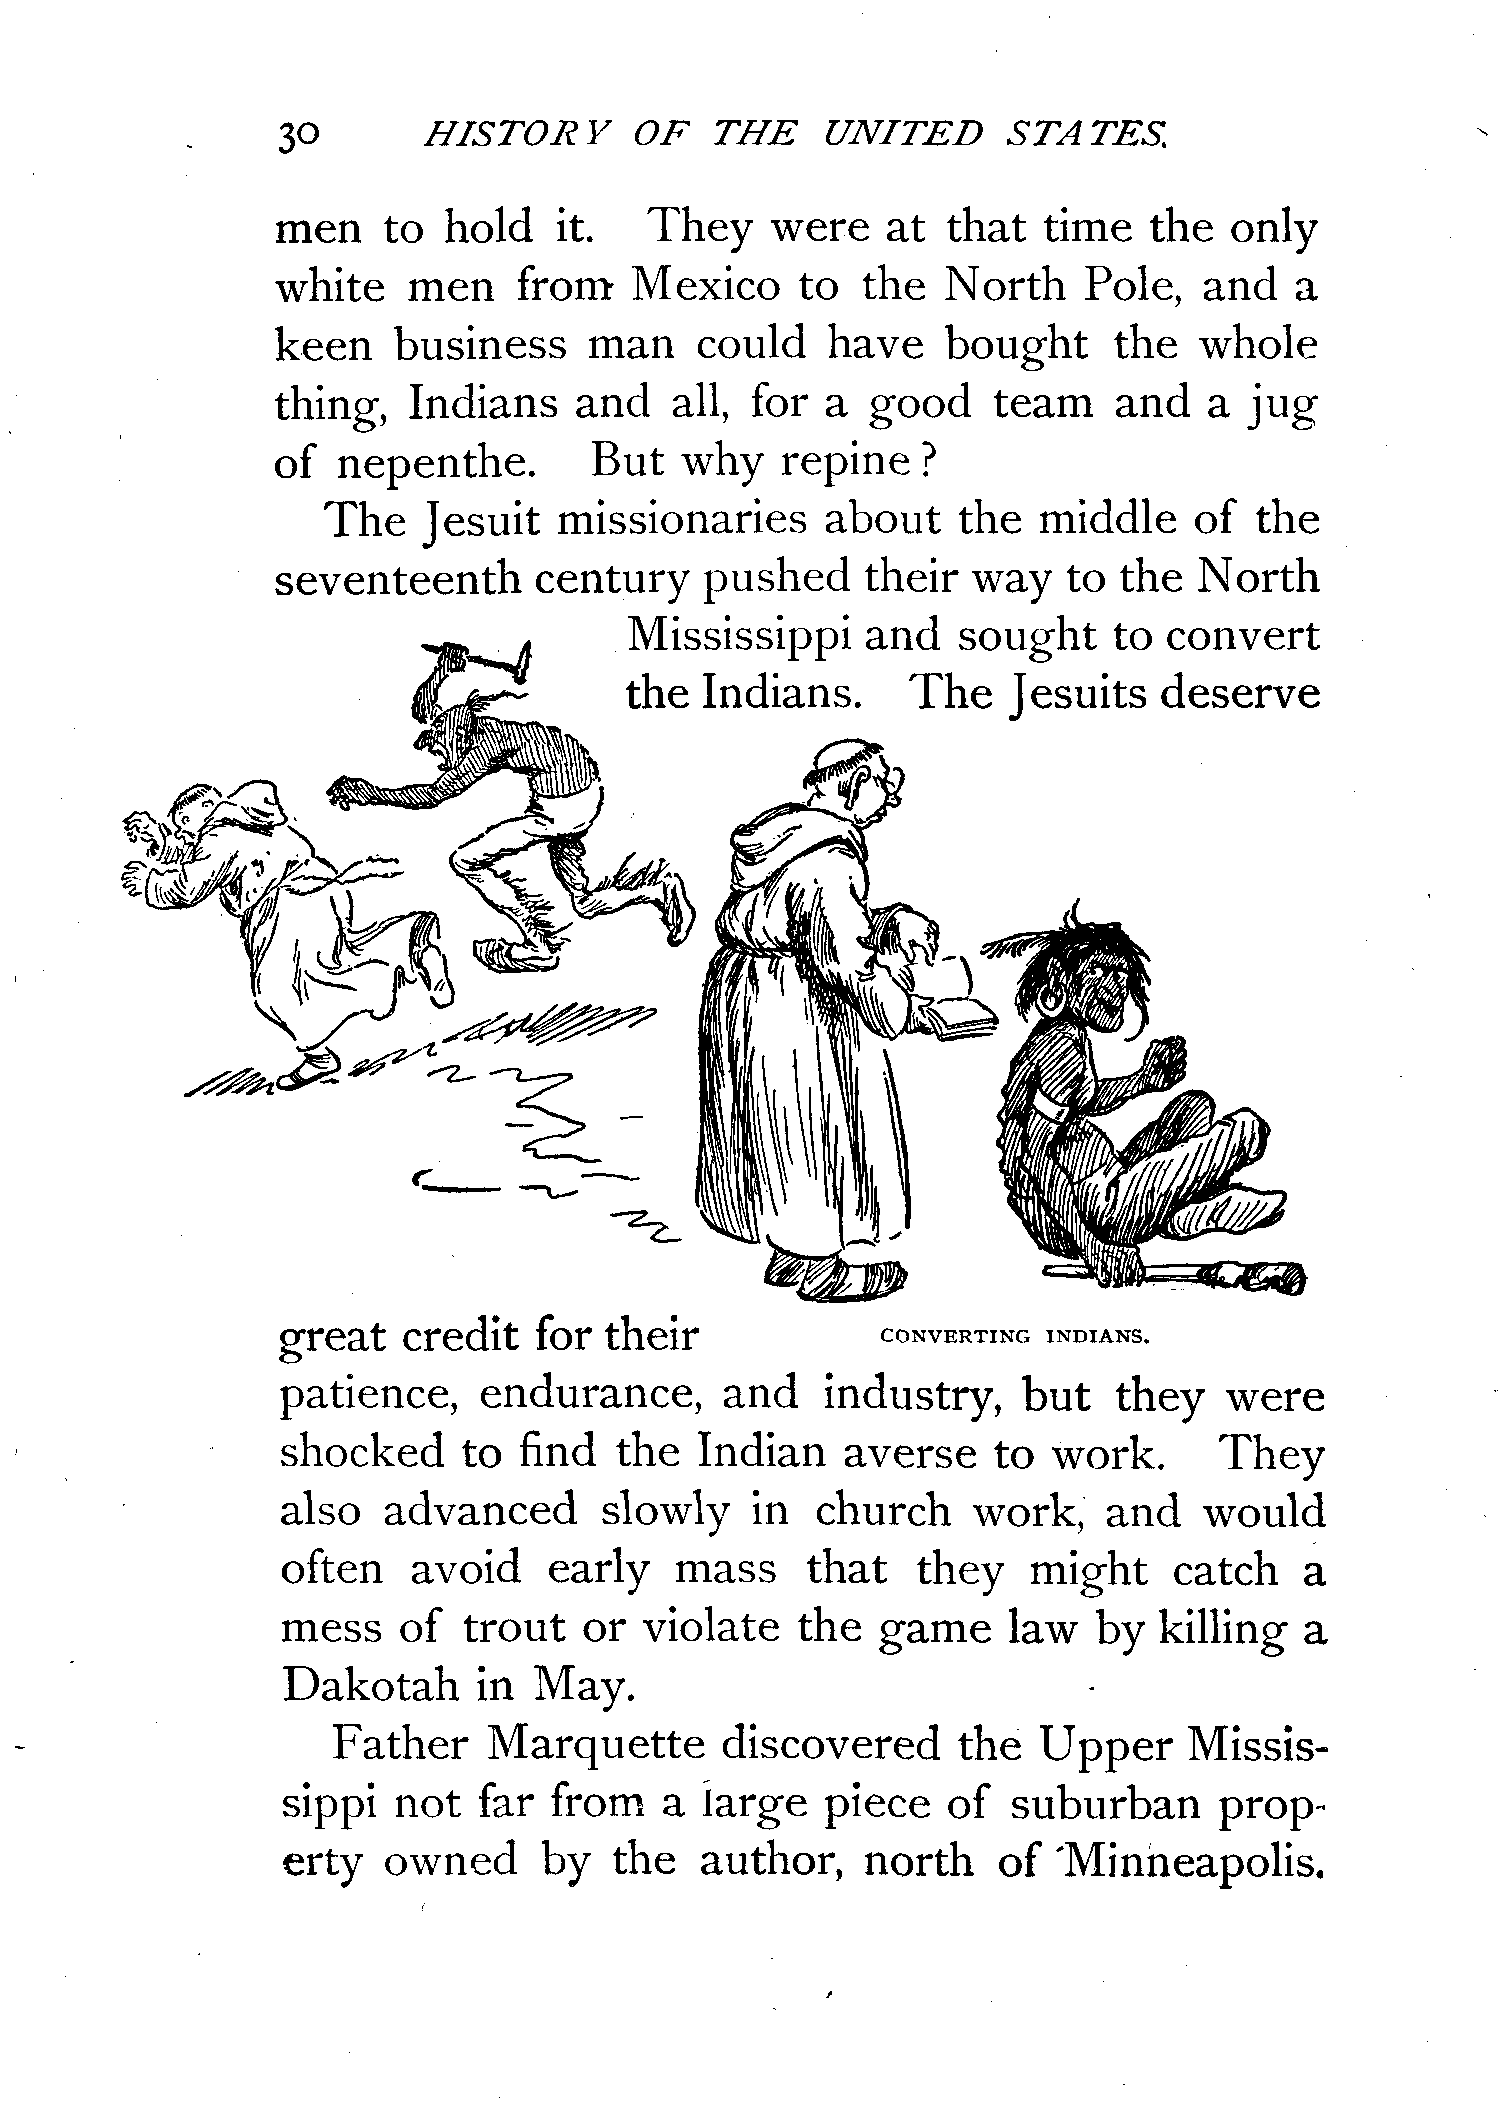 30 HISTORY OF THE UNITED STATES.
men to hold it. They were at that time the only
white men from Mexico to the North Pole, and a
keen business man could have bought the whole
thing, Indians and all, for a good team and a jug
of nepenthe. But why repine?
The Jesuit missionaries about the middle of the
seventeenth century pushed their way to the North
Mississippi and sought to convert
the Indians. The Jesuits deserve
great credit for their
CONVERTING INDIANS.
patience, endurance, and industry, but they were
shocked to find the Indian averse to work. They
also advanced slowly in church work, and would
often avoid early mass that they might catch a
mess of trout or violate the game law by killing a
Dakotah in May.
Father Marquette discovered the Upper Missis-
sippi not far from a large piece of suburban prop-
erty owned by the author, north of Minneapolis.